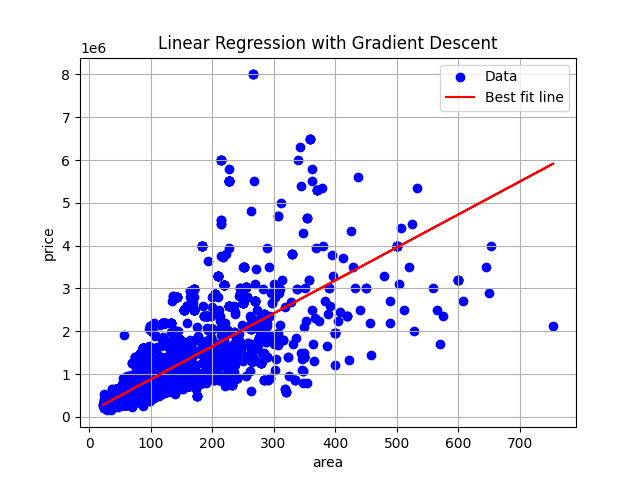 Linear Regression with Gradient Descent
1e6
8
7
6
5
4
3
2
1
0
price
Data
Best fit line
0 100 200 300 400 500 600 700
area